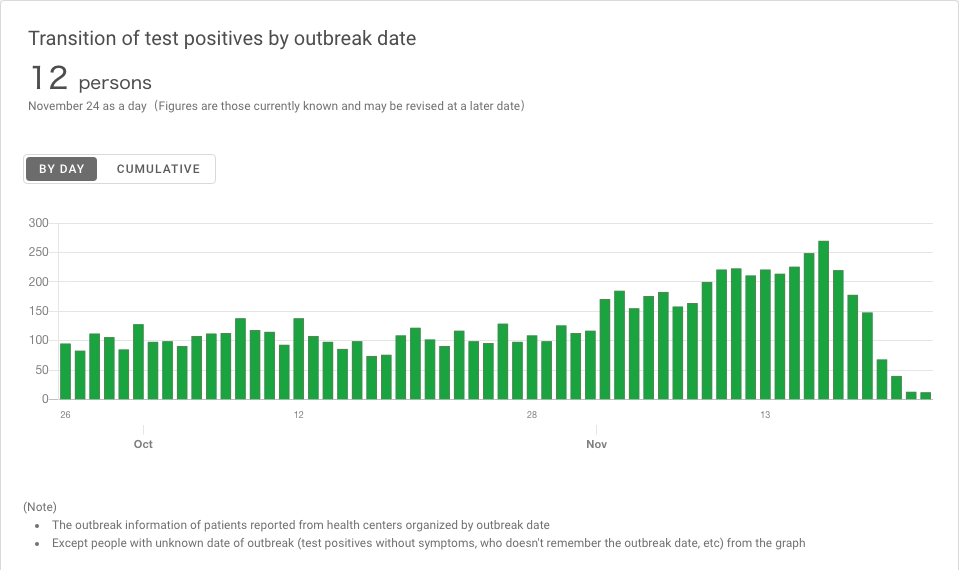 Transition of test positives by outbreak date
12 persons
November 24 as a day（Figures are those currently known and may be revised at a later date）
BY DAY CUMULATIVE
300
250
200
150
100
50
0
26 12 28 13
Oct Nov
(Note)
• The outbreak information of patients reported from health centers organized by outbreak date
• Except people with unknown date of outbreak (test positives without symptoms, who doesn't remember the outbreak date, etc) from the graph